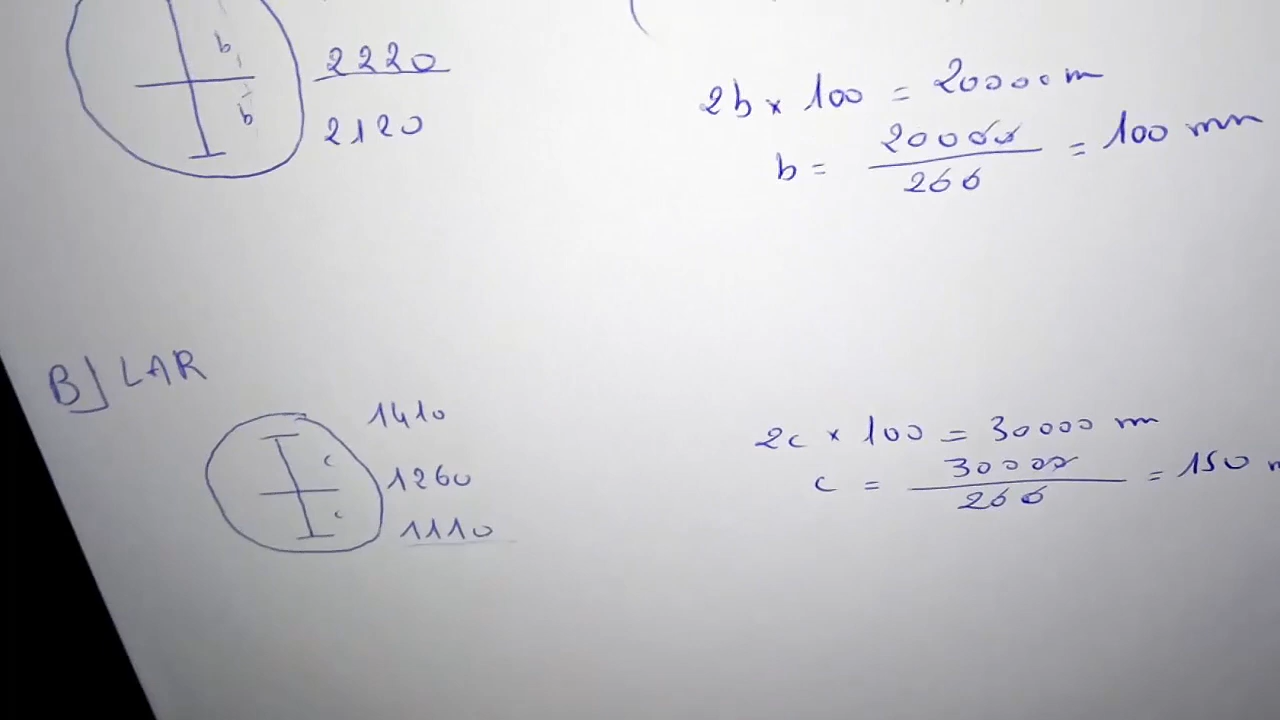 b
2220
b
2120
2b × 100 = 20000 m
b = 20000 / 200 = 100 mm
B] LAR
1410
c
1260
c
1110
2c × 100 = 30000 m
c = 30000 / 200 = 150 m